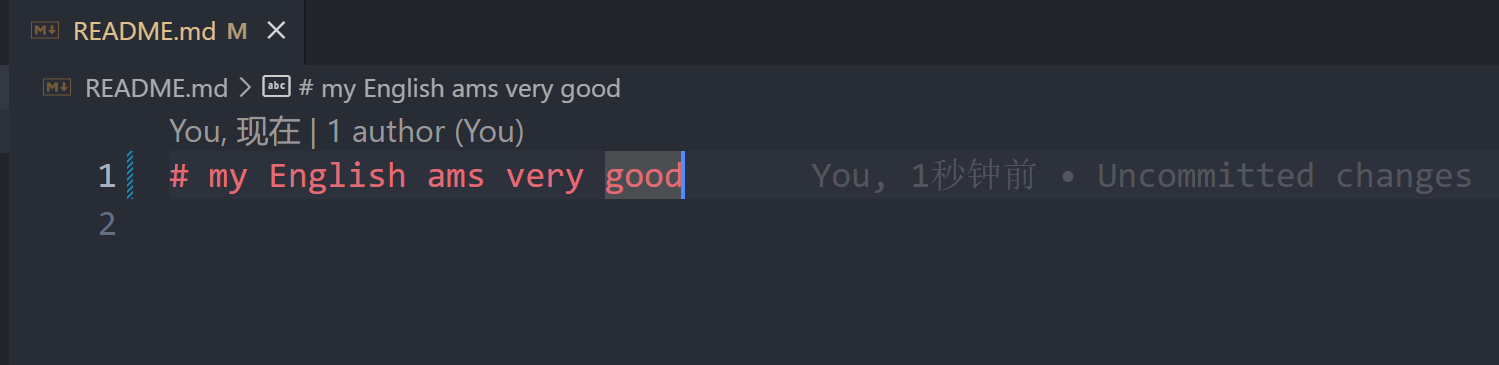 README.md M
README.md > # my English ams very good
You, 现在 | 1 author (You)
1 # my English ams very good You, 1秒钟前 • Uncommitted changes
2